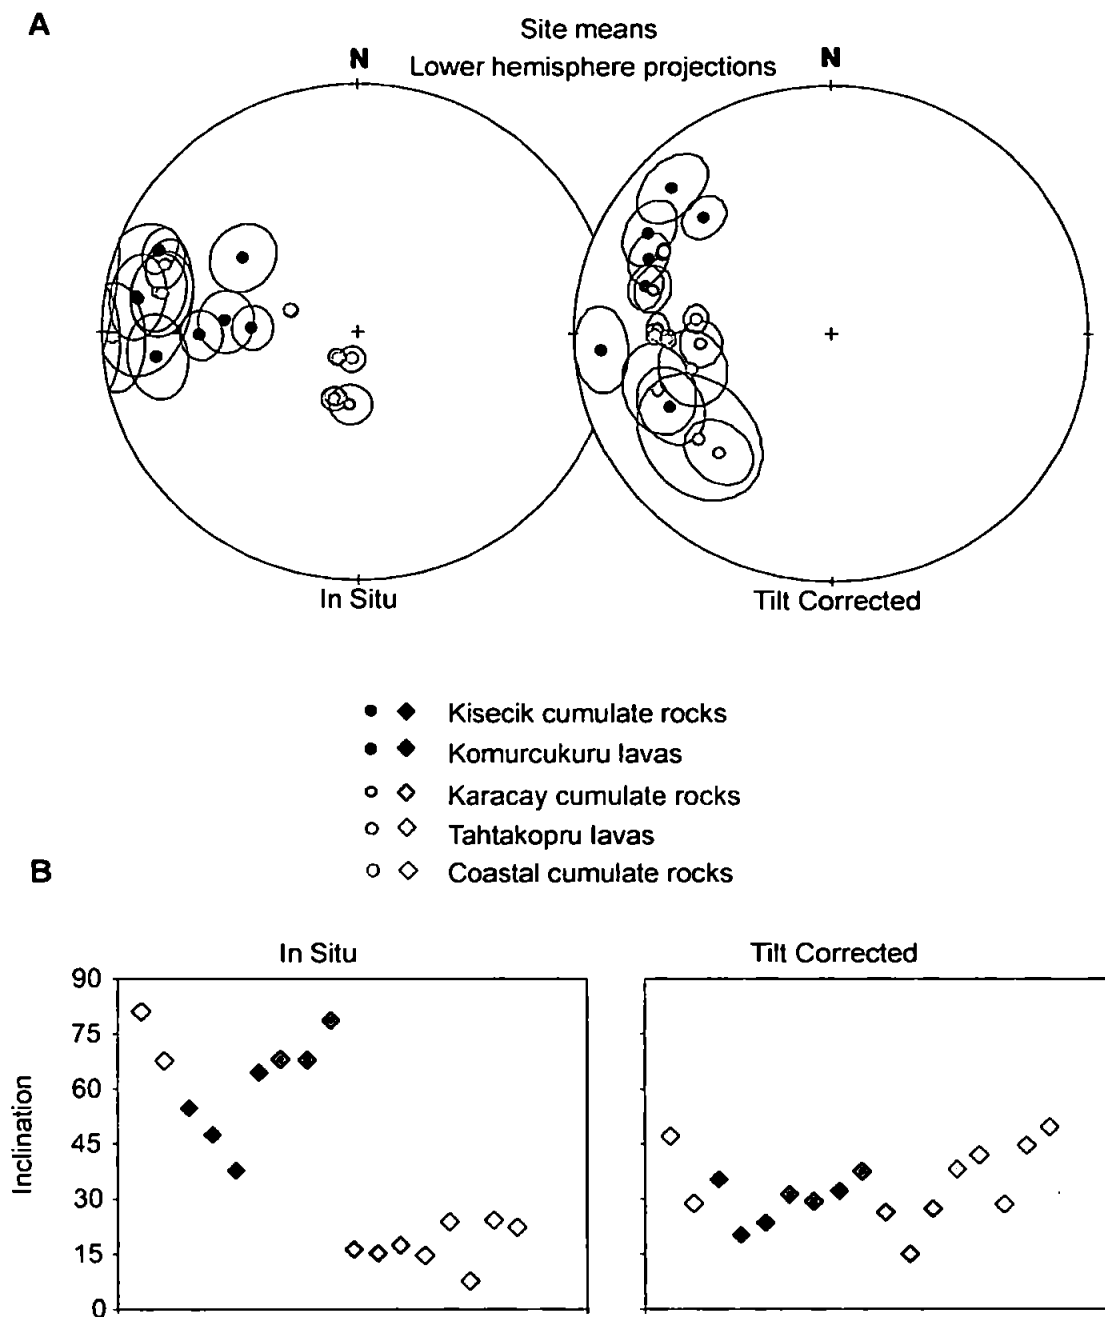 A
Site means
N
Lower hemisphere projections
N
In Situ
Tilt Corrected
Kisecik cumulate rocks
Komurcukuru lavas
Karacay cumulate rocks
Tahtakopru lavas
Coastal cumulate rocks
B
In Situ
Tilt Corrected
90
75
60
45
30
15
0
Inclination